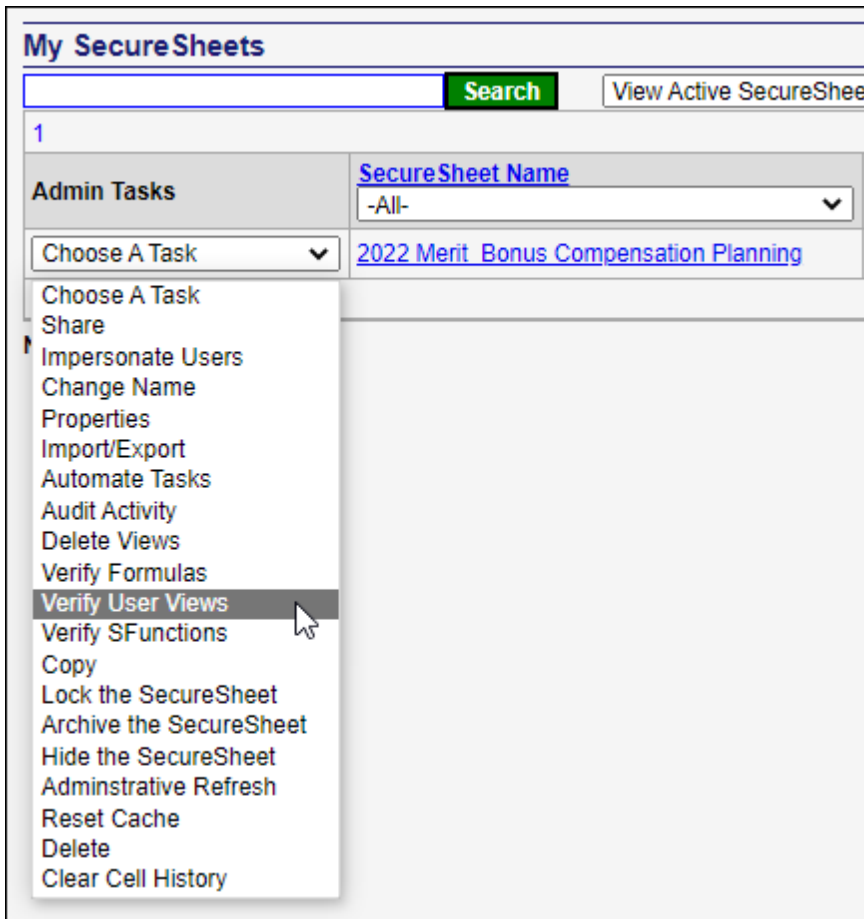 My SecureSheets
Search View Active SecureShee
1
Admin Tasks
SecureSheet Name
-All-
Choose A Task 2022 Merit Bonus Compensation Planning
Choose A Task
Share
Impersonate Users
Change Name
Properties
Import/Export
Automate Tasks
Audit Activity
Delete Views
Verify Formulas
Verify User Views
Verify SFunctions
Copy
Lock the SecureSheet
Archive the SecureSheet
Hide the SecureSheet
Adminstrative Refresh
Reset Cache
Delete
Clear Cell History